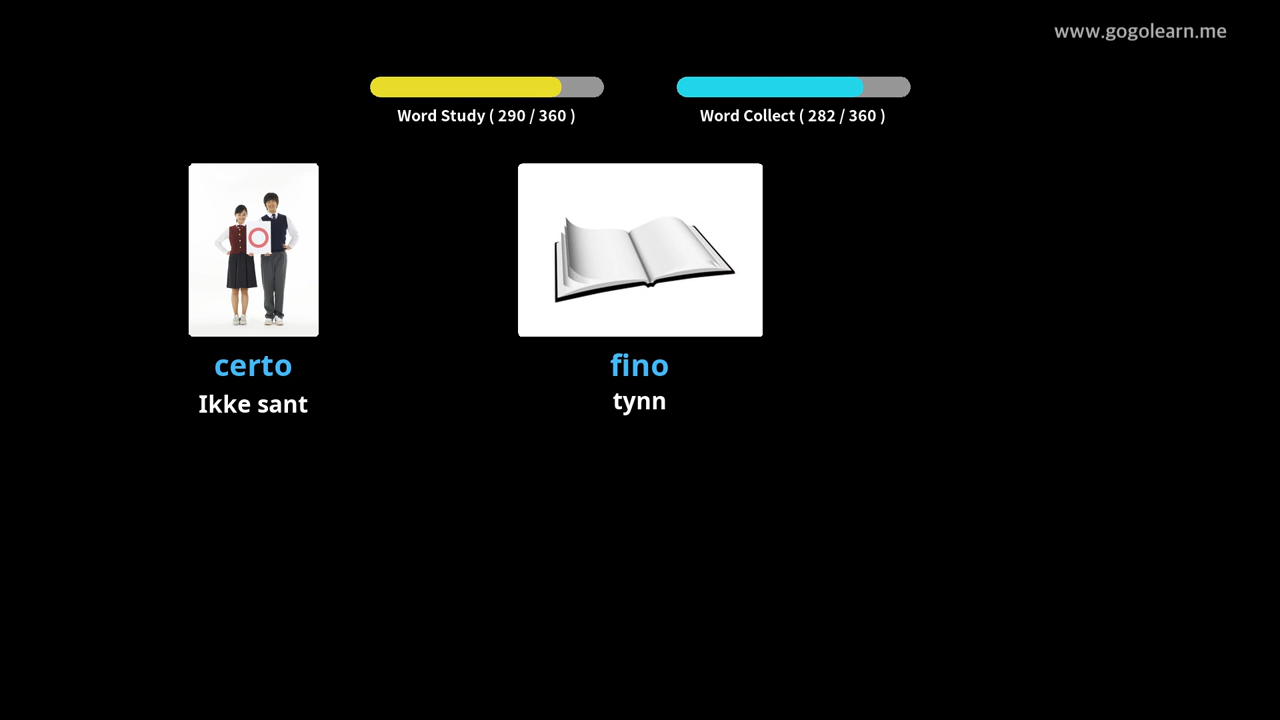 www.gogolearn.me
Word Study ( 290 / 360 )
Word Collect ( 282 / 360 )
certo
Ikke sant
fino
tynn